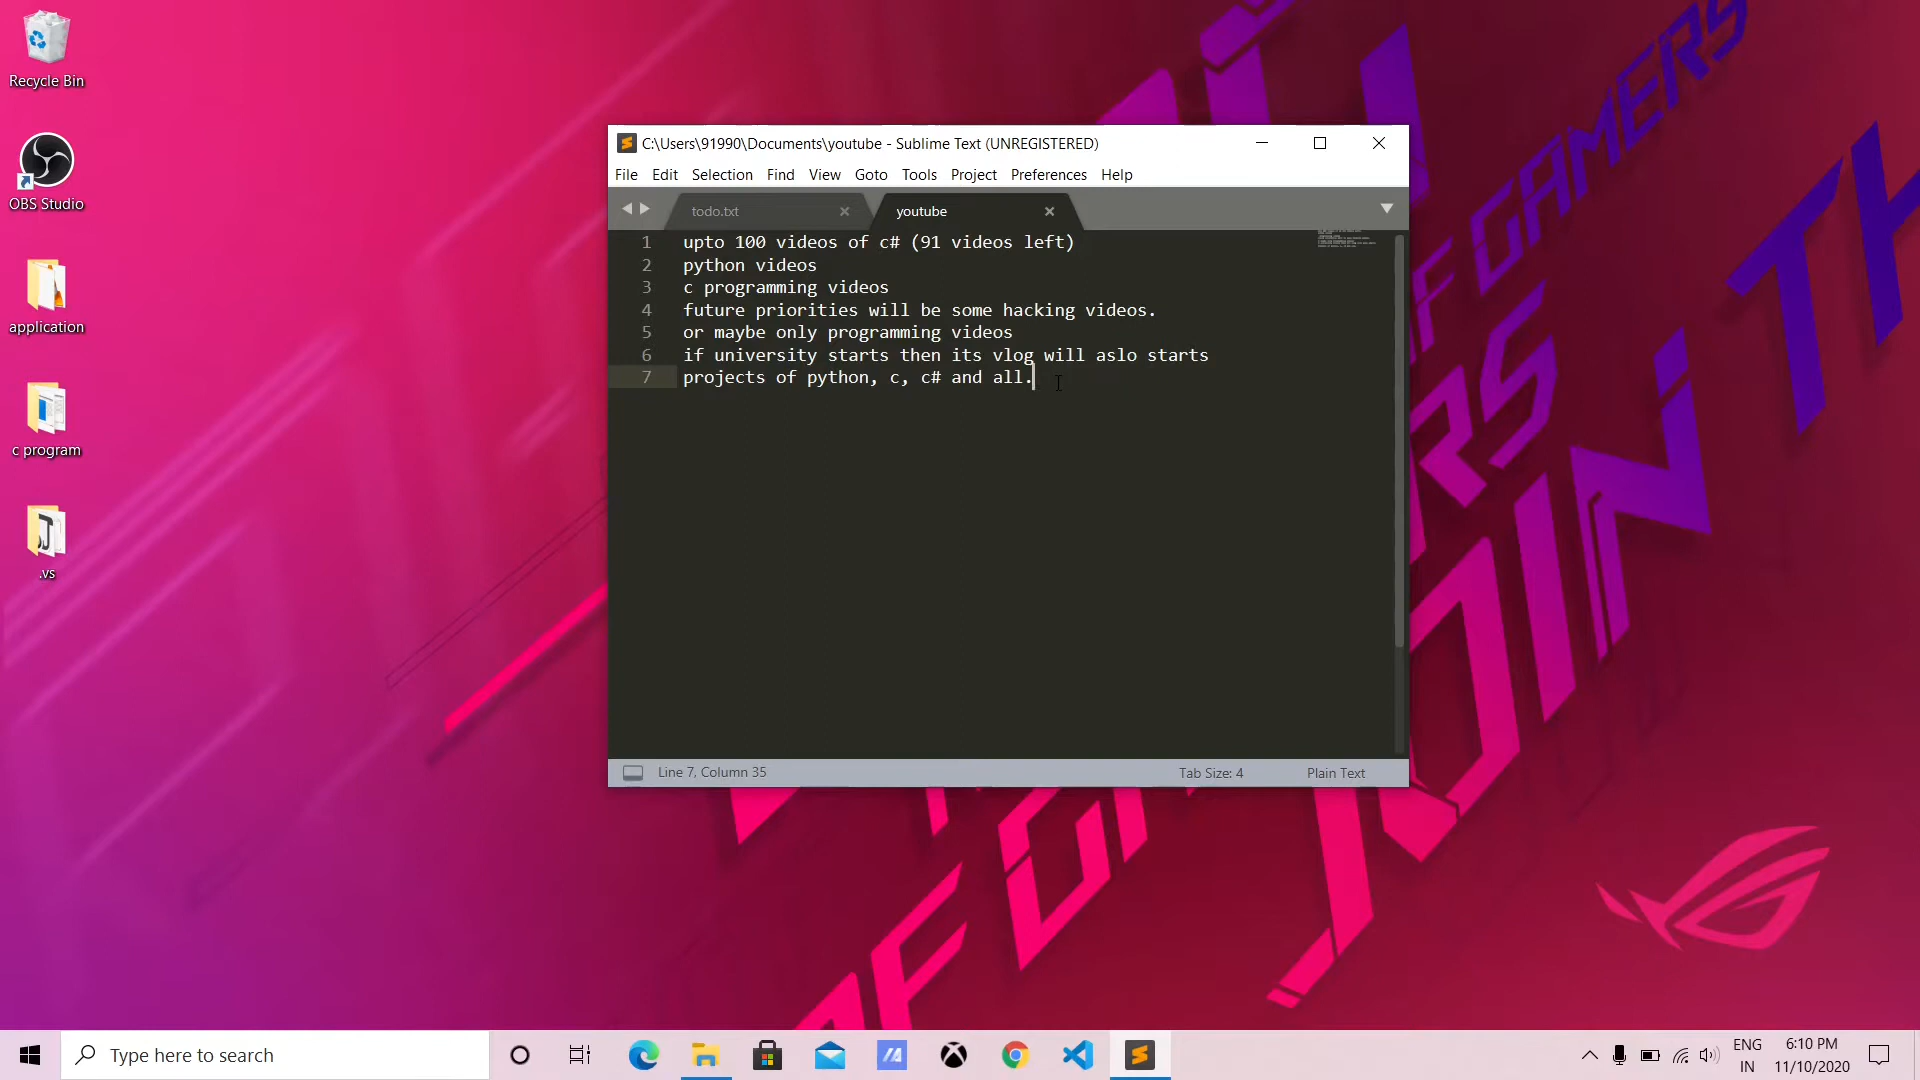 Recycle Bin
OBS Studio
application
c program
.vs
C:\Users\91990\Documents\youtube - Sublime Text (UNREGISTERED)
File Edit Selection Find View Goto Tools Project Preferences Help
todo.txt youtube
1 upto 100 videos of c# (91 videos left)
2 python videos
3 c programming videos
4 future priorities will be some hacking videos.
5 or maybe only programming videos
6 if university starts then its vlog will aslo starts
7 projects of python, c, c# and all.
Line 7, Column 35 Tab Size: 4 Plain Text
OF GAMERS
JOIN TH
Type here to search
ENG
IN
6:10 PM
11/10/2020